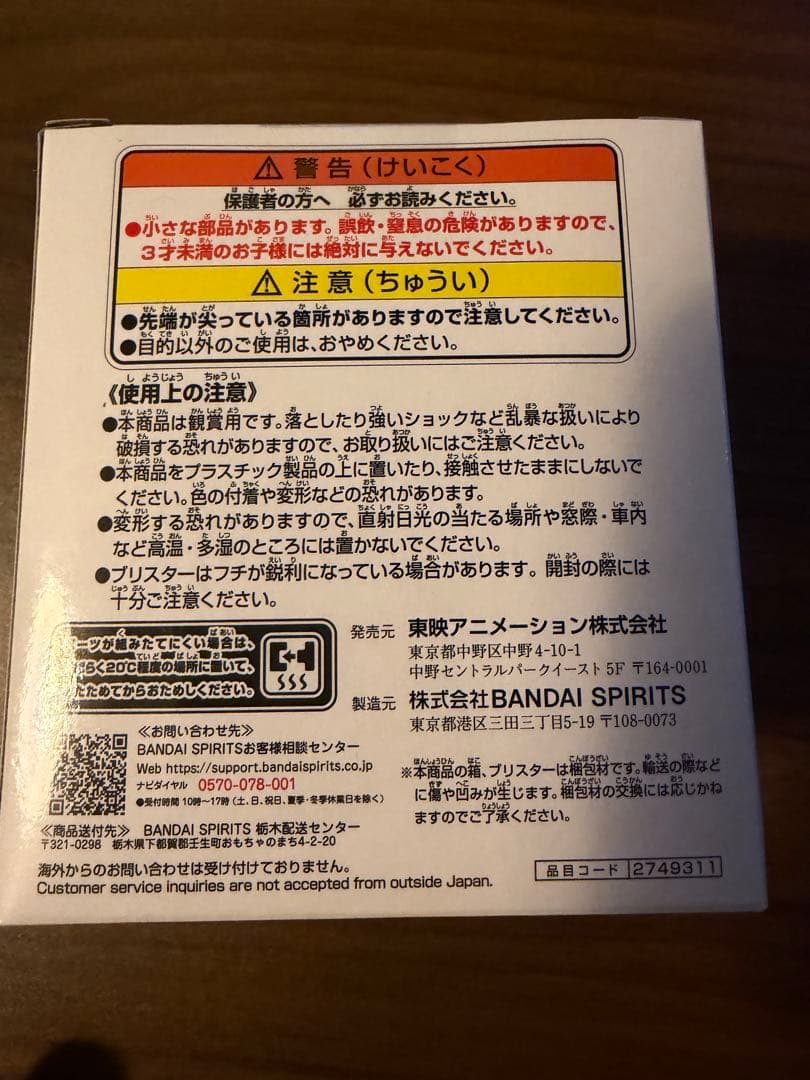 ⚠ 警告(けいこく)
保護者の方へ 必ずお読みください。
●小さな部品があります。誤飲・窒息の危険がありますので、
3才未満のお子様には絶対に与えないでください。
⚠ 注意(ちゅうい)
●先端が尖っている箇所がありますので注意してください。
●目的以外のご使用は、おやめください。
《使用上の注意》
●本商品は観賞用です。落としたり強いショックなど乱暴な扱いにより
破損する恐れがありますので、お取り扱いにはご注意ください。
●本商品をプラスチック製品の上に置いたり、接触させたままにしないで
ください。色の付着や変形などの恐れがあります。
●変形する恐れがありますので、直射日光の当たる場所や窓際・車内
など高温・多湿のところには置かないでください。
●ブリスターはフチが鋭利になっている場合があります。開封の際には
十分ご注意ください。
ーツが組みたてにくい場合は、
らく20℃程度の場所に置いて、
たためてからおためしください。
発売元 東映アニメーション株式会社
東京都中野区中野4-10-1
中野セントラルパークイースト5F 〒164-0001
製造元 株式会社BANDAI SPIRITS
東京都港区三田三丁目5-19 〒108-0073
≪お問い合わせ先≫
BANDAI SPIRITSお客様相談センター
Web https://support.bandaispirits.co.jp
ナビダイヤル 0570-078-001
●受付時間 10時〜17時(土、日、祝日、夏季・冬季休業日を除く)
※本商品の箱、ブリスターは梱包材です。輸送の際など
に傷や凹みが生じます。梱包材の交換には応じかね
ますのでご了承ください。
≪商品送付先≫ BANDAI SPIRITS 栃木配送センター
〒321-0298 栃木県下都賀郡壬生町おもちゃのまち4-2-20
海外からのお問い合わせは受け付けておりません。
Customer service inquiries are not accepted from outside Japan.
品目コード 2749311